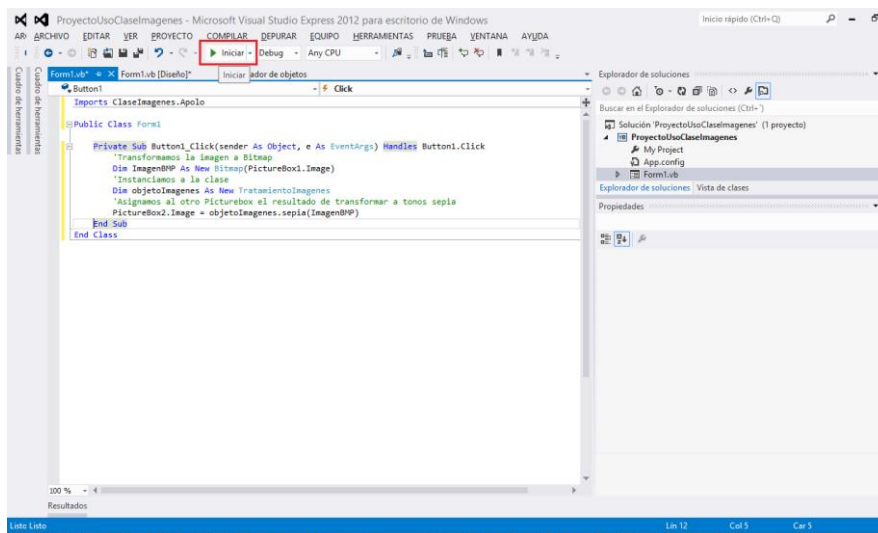 ProyectoUsoClaseImagenes - Microsoft Visual Studio Express 2012 para escritorio de Windows
Inicio rápido (Ctrl+Q)
AR ARCHIVO EDITAR VER PROYECTO COMPILAR DEPURAR EQUIPO HERRAMIENTAS PRUEBA VENTANA AYUDA
Iniciar Debug Any CPU
Cuadro de herramientas
Cuadro de herramientas
Form1.vb* Form1.vb [Diseño]* Iniciar ador de objetos
Button1 Click
Imports ClaseImagenes.Apolo
Public Class Form1
Private Sub Button1_Click(sender As Object, e As EventArgs) Handles Button1.Click
'Transformamos la imagen a Bitmap
Dim ImagenBMP As New Bitmap(PictureBox1.Image)
'Instanciamos a la clase
Dim objetoImagenes As New TratamientoImagenes
'Asignamos al otro Picturebox el resultado de transformar a tonos sepia
PictureBox2.Image = objetoImagenes.sepia(ImagenBMP)
End Sub
End Class
100 %
Resultados
Explorador de soluciones
Buscar en el Explorador de soluciones (Ctrl+')
Solución 'ProyectoUsoClaseImagenes' (1 proyecto)
ProyectoUsoClaseImagenes
My Project
App.config
Form1.vb
Explorador de soluciones Vista de clases
Propiedades
Listo Listo Lín 12 Col 5 Car 5